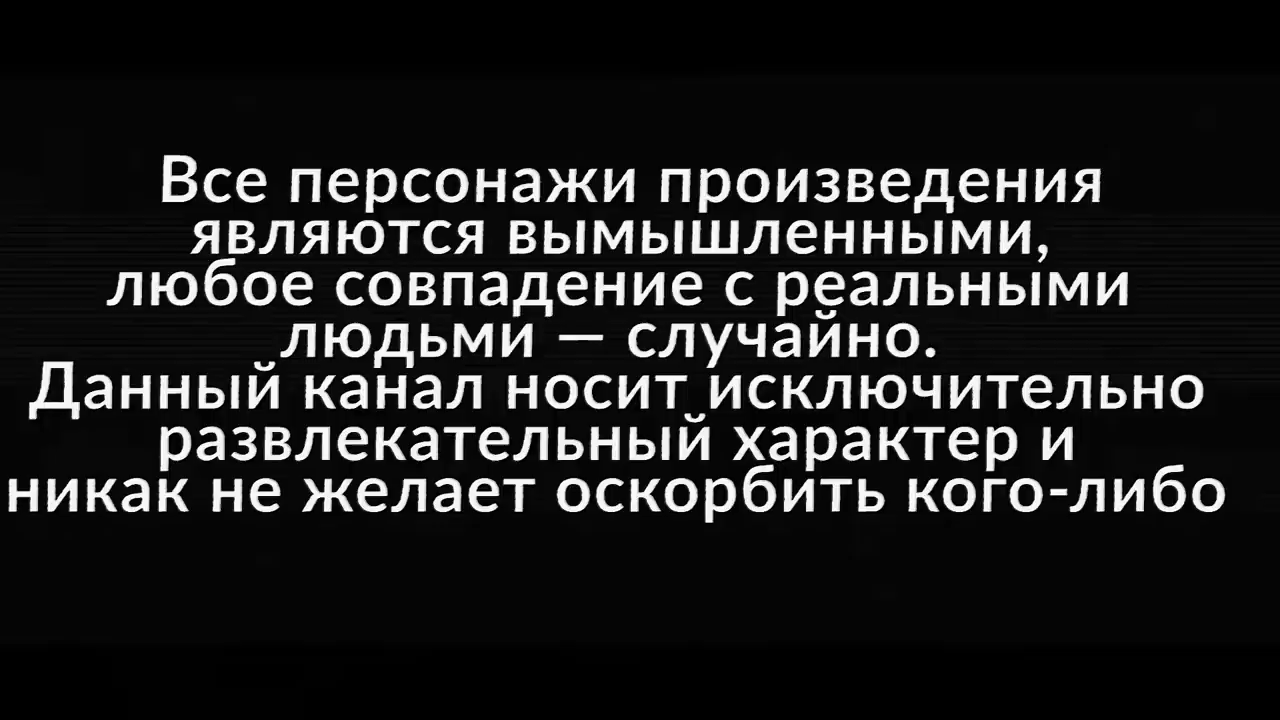 Все персонажи произведения
являются вымышленными,
любое совпадение с реальными
людьми — случайно.
Данный канал носит исключительно
развлекательный характер и
никак не желает оскорбить кого-либо